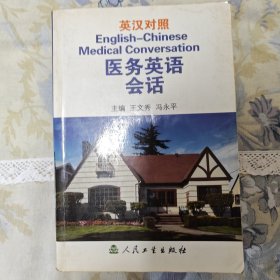 英汉对照
English-Chinese
Medical Conversation
医务英语
会话
主编 王文秀 冯永平
人民卫生出版社